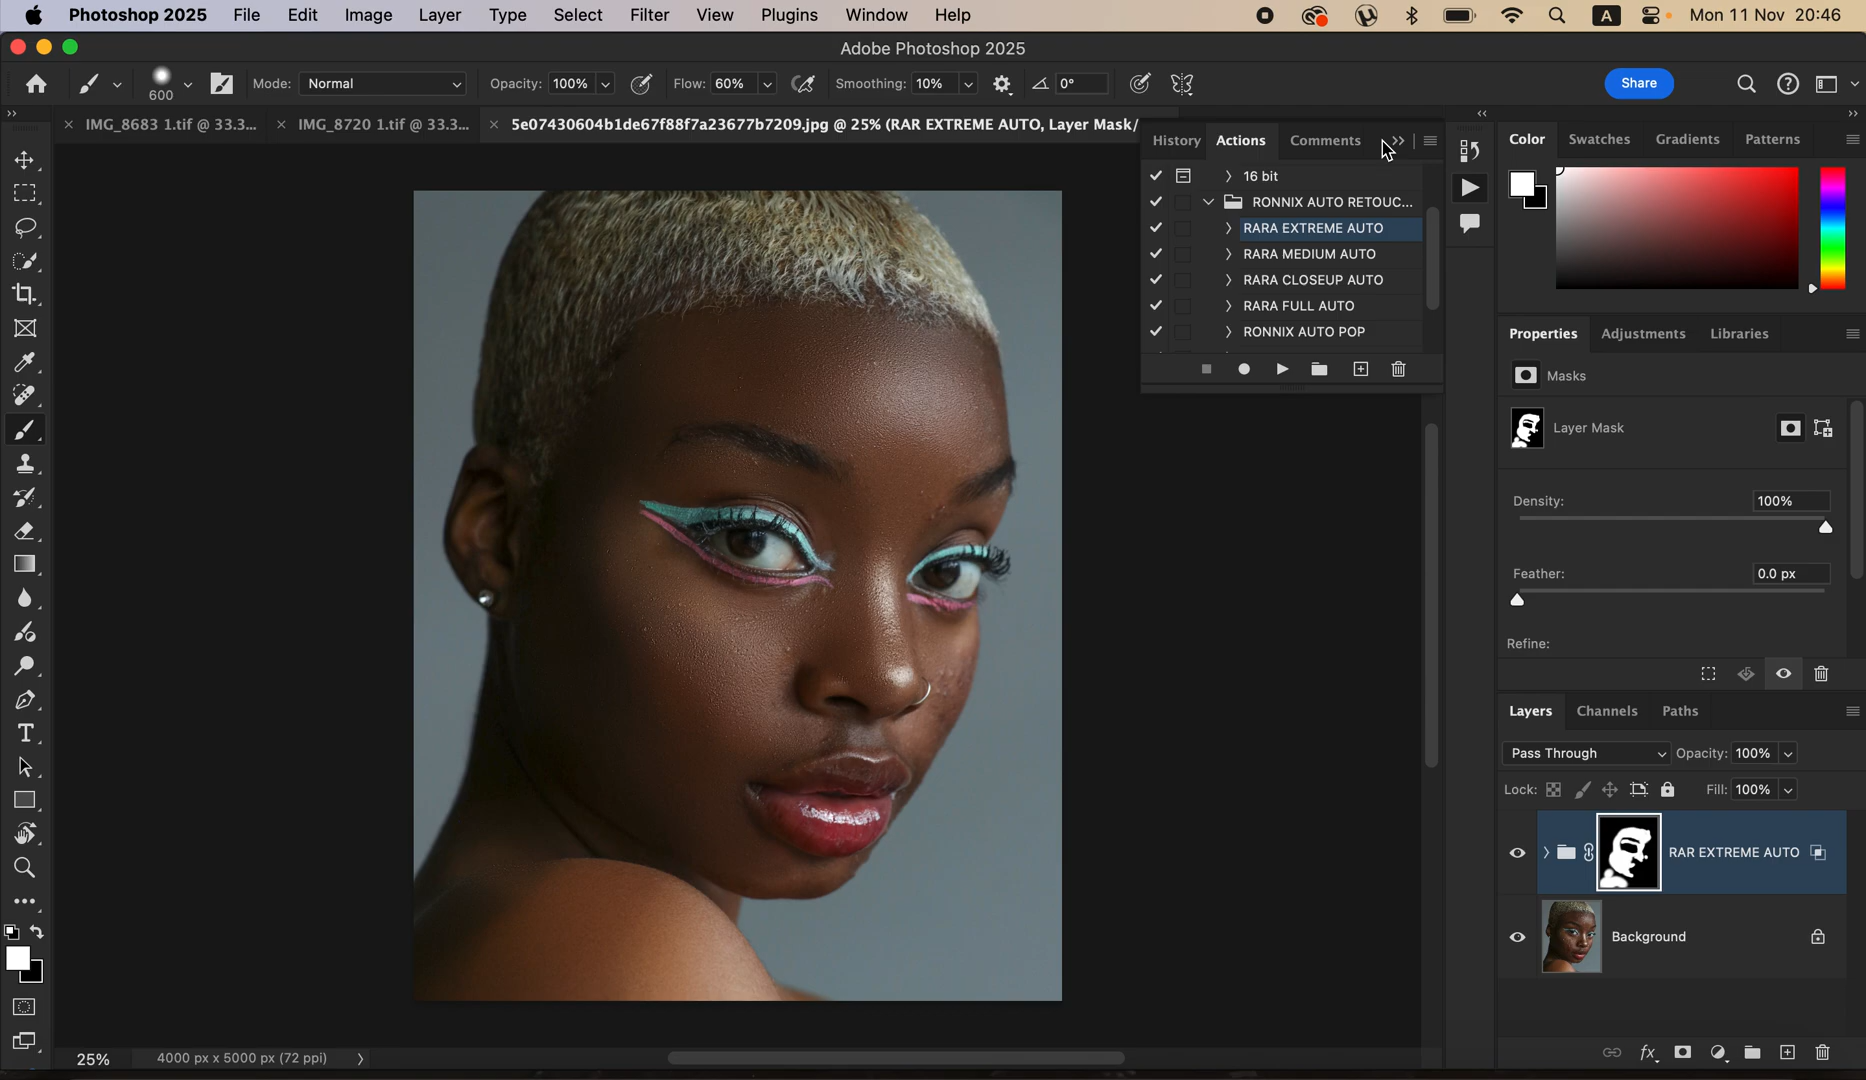 Photoshop 2025 File Edit Image Layer Type Select Filter View Plugins Window Help A Mon 11 Nov 20:46
Adobe Photoshop 2025
600 Mode: Normal Opacity: 100% Flow: 60% Smoothing: 10% 0° Share
IMG_8683 1.tif @ 33.3... IMG_8720 1.tif @ 33.3... 5e07430604b1de67f88f7a23677b7209.jpg @ 25% (RAR EXTREME AUTO, Layer Mask/
History Actions Comments
16 bit
RONNIX AUTO RETOUC...
RARA EXTREME AUTO
RARA MEDIUM AUTO
RARA CLOSEUP AUTO
RARA FULL AUTO
RONNIX AUTO POP
Color Swatches Gradients Patterns
Properties Adjustments Libraries
Masks
Layer Mask
Density: 100%
Feather: 0.0 px
Refine:
Layers Channels Paths
Pass Through Opacity: 100%
Lock: Fill: 100%
RAR EXTREME AUTO
Background
fx
25% 4000 px x 5000 px (72 ppi)